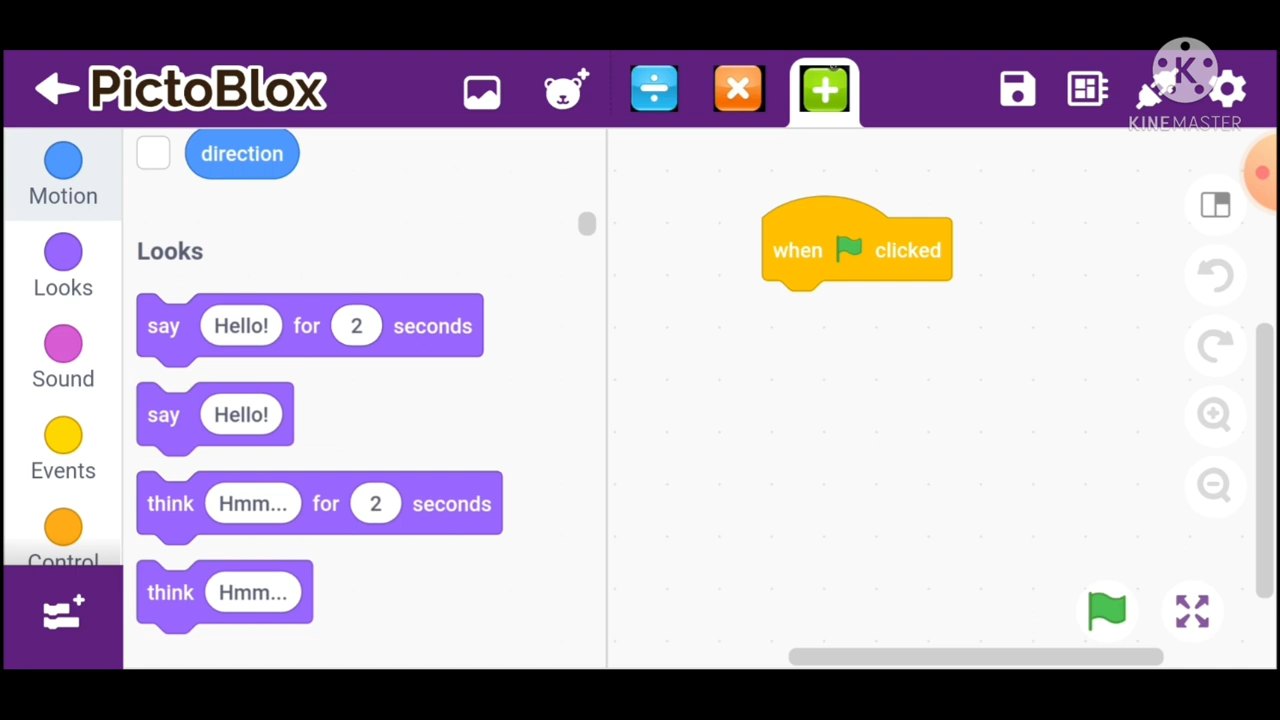 PictoBlox
KINEMASTER
Motion
Looks
Sound
Events
Control
direction
Looks
say Hello! for 2 seconds
say Hello!
think Hmm... for 2 seconds
think Hmm...
when clicked